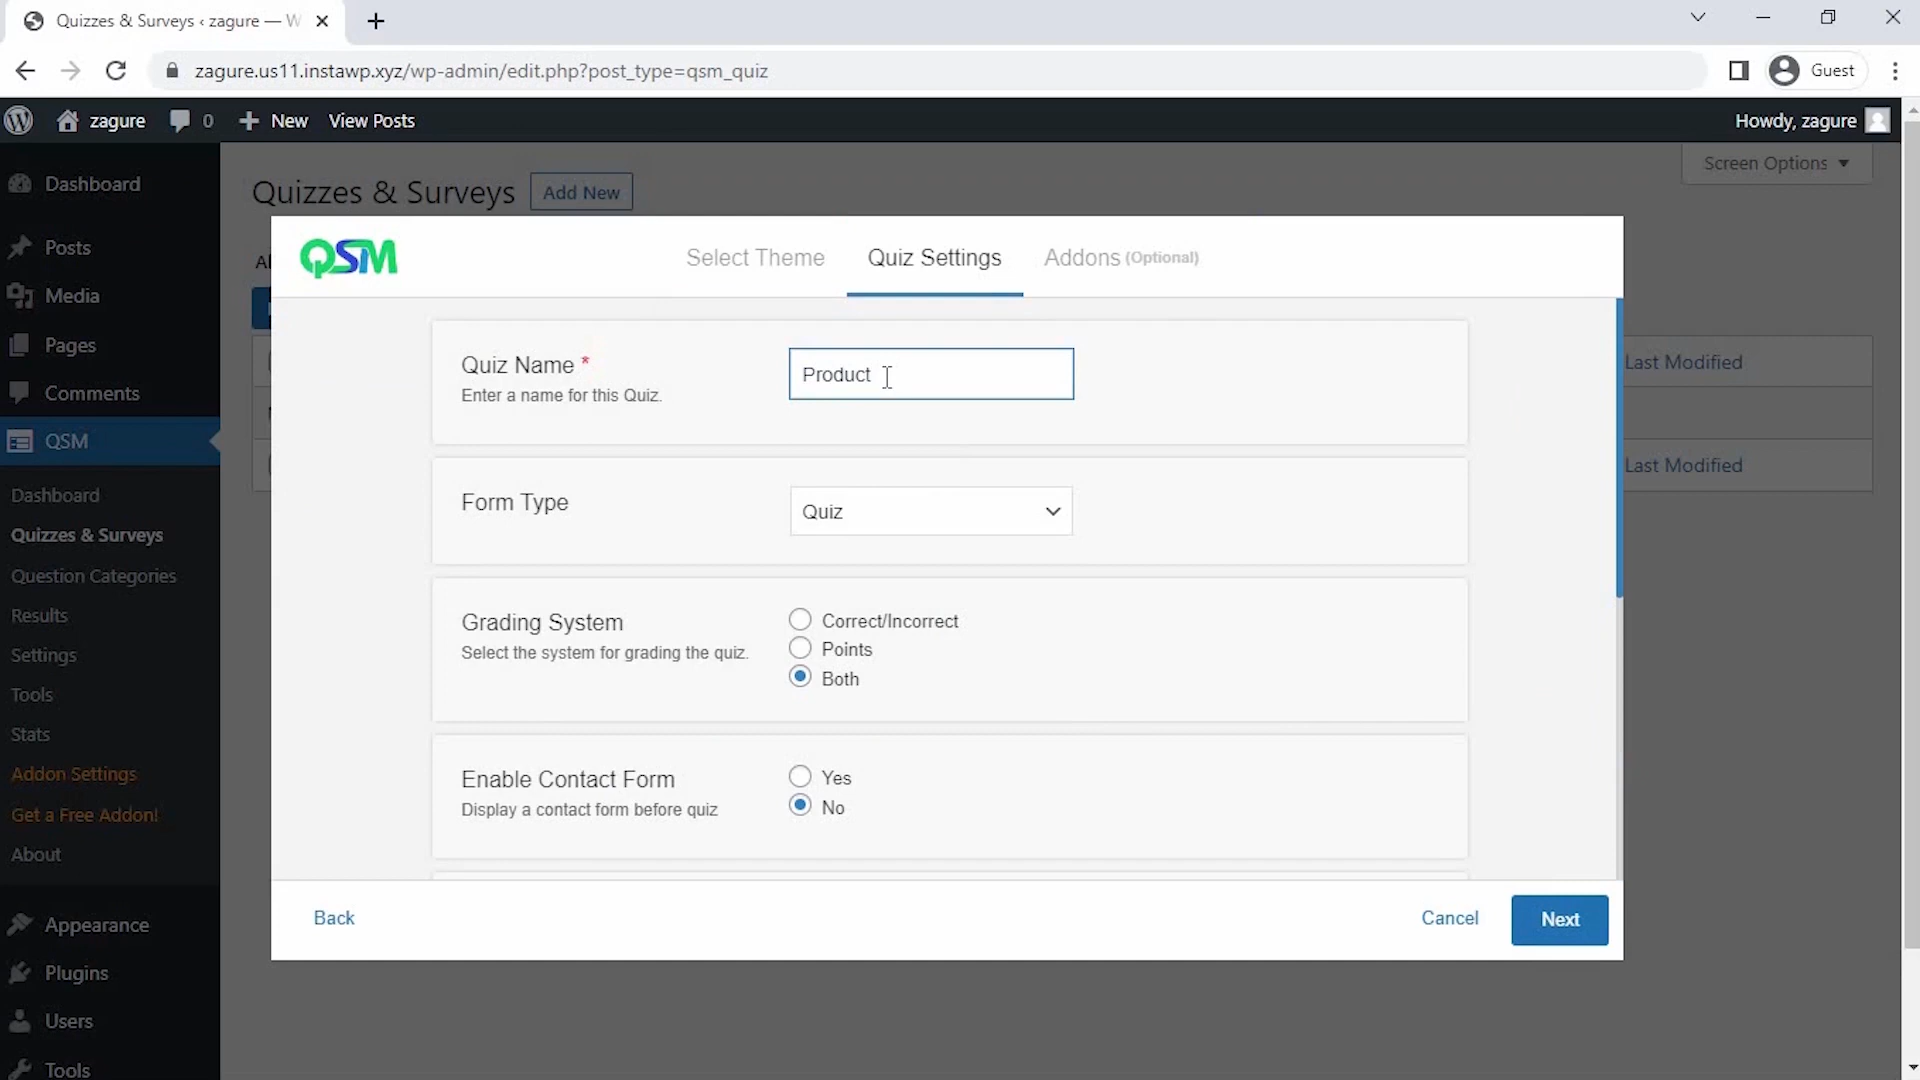 Quizzes & Surveys ‹ zagure — W
zagure.us11.instawp.xyz/wp-admin/edit.php?post_type=qsm_quiz
Guest
zagure
0
New
View Posts
Howdy, zagure
Dashboard
Posts
Media
Pages
Comments
QSM
Dashboard
Quizzes & Surveys
Question Categories
Results
Settings
Tools
Stats
Addon Settings
Get a Free Addon!
About
Appearance
Plugins
Users
Tools
Screen Options
Quizzes & Surveys
Add New
Last Modified
Last Modified
QSM
Select Theme
Quiz Settings
Addons (Optional)
Quiz Name *
Enter a name for this Quiz.
Product
Form Type
Quiz
Grading System
Select the system for grading the quiz.
Correct/Incorrect
Points
Both
Enable Contact Form
Display a contact form before quiz
Yes
No
Back
Cancel
Next